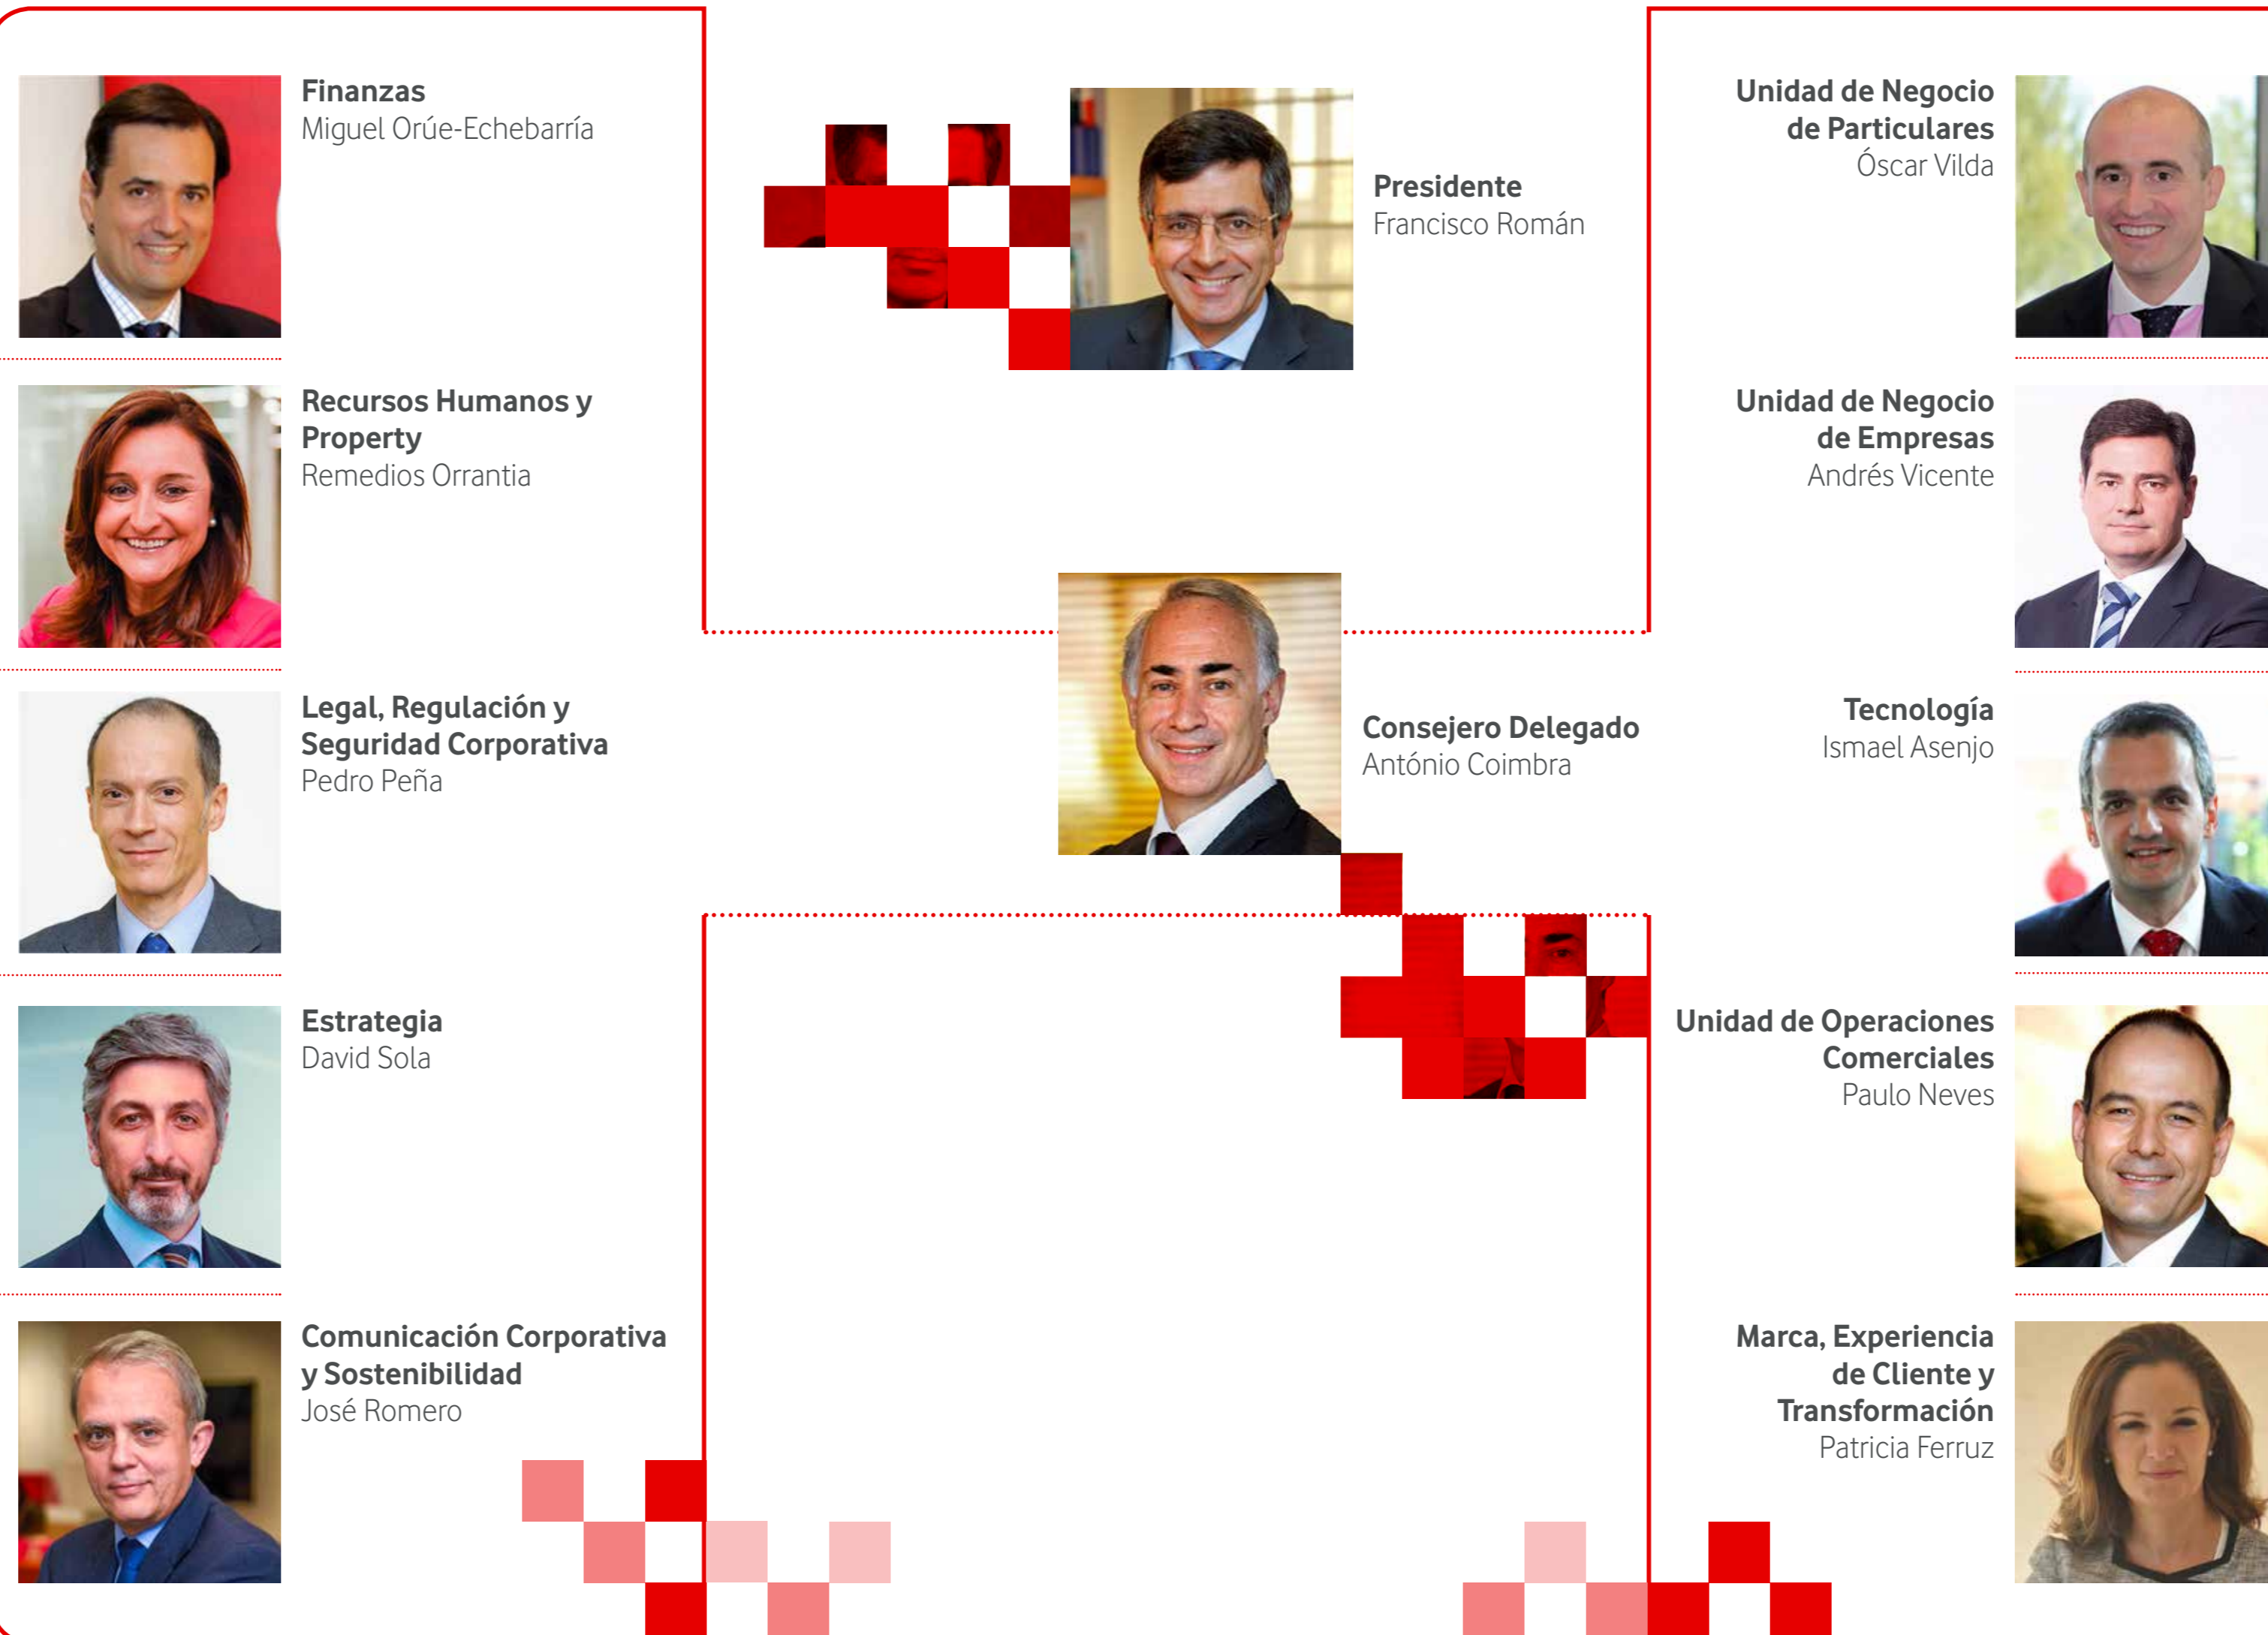 Finanzas
Miguel Orúe-Echebarría
Recursos Humanos y
Property
Remedios Orrantia
Legal, Regulación y
Seguridad Corporativa
Pedro Peña
Estrategia
David Sola
Comunicación Corporativa
y Sostenibilidad
José Romero
Presidente
Francisco Román
Consejero Delegado
António Coimbra
Unidad de Negocio
de Particulares
Óscar Vilda
Unidad de Negocio
de Empresas
Andrés Vicente
Tecnología
Ismael Asenjo
Unidad de Operaciones
Comerciales
Paulo Neves
Marca, Experiencia
de Cliente y
Transformación
Patricia Ferruz